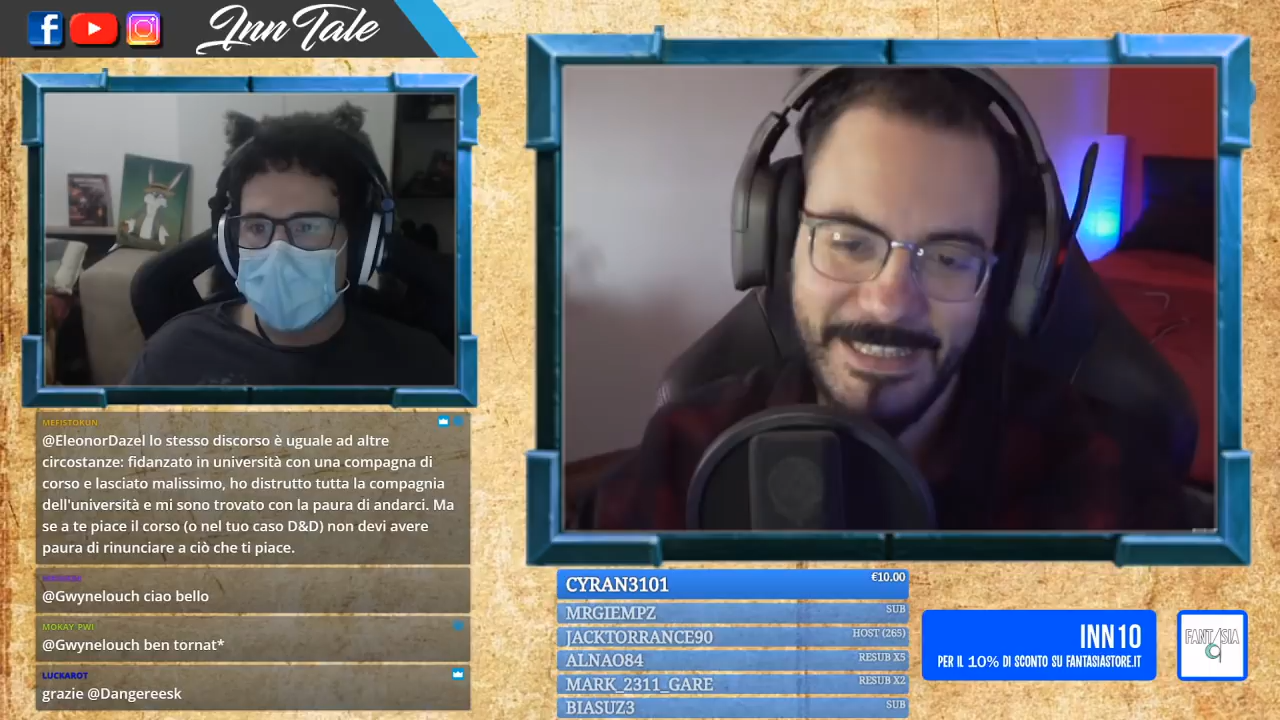 Inn Tale
MEFISTOKUN
@EleonorDazel lo stesso discorso è uguale ad altre
circostanze: fidanzato in università con una compagna di
corso e lasciato malissimo, ho distrutto tutta la compagnia
dell'università e mi sono trovato con la paura di andarci. Ma
se a te piace il corso (o nel tuo caso D&D) non devi avere
paura di rinunciare a ciò che ti piace.
@Gwynelouch ciao bello
MOKAY_PWI
@Gwynelouch ben tornat*
LUCKAROT
grazie @Dangereesk
CYRAN3101 €10.00
MRGIEMPZ SUB
JACKTORRANCE90 HOST (265)
ALNAO84 RESUB X5
MARK_2311_GARE RESUB X2
BIASUZ3 SUB
INN10
PER IL 10% DI SCONTO SU FANTASIASTORE.IT
FANTASIA